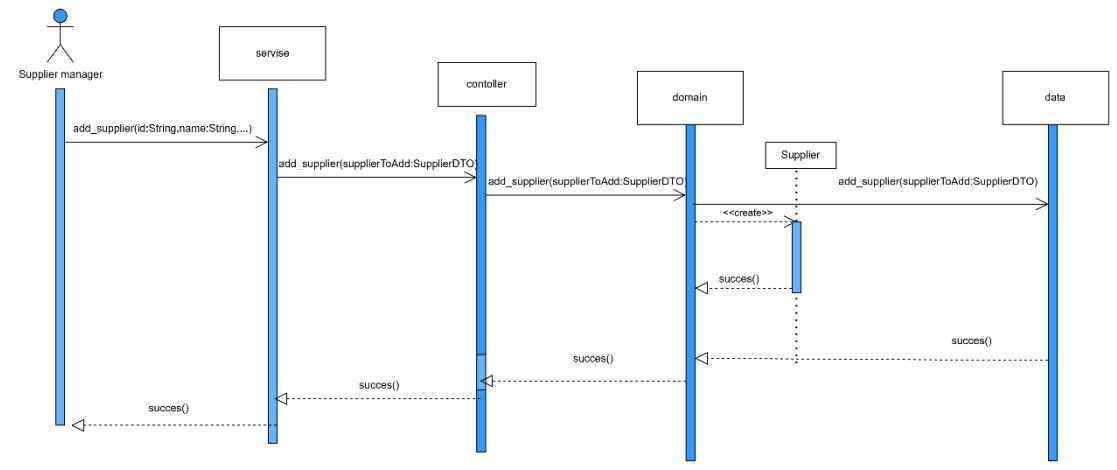 Supplier manager
servise
contoller
domain
data
Supplier
add_supplier(id:String,name:String,...)
add_supplier(supplierToAdd:SupplierDTO)
add_supplier(supplierToAdd:SupplierDTO)
add_supplier(supplierToAdd:SupplierDTO)
<<create>>
succes()
succes()
succes()
succes()
succes()